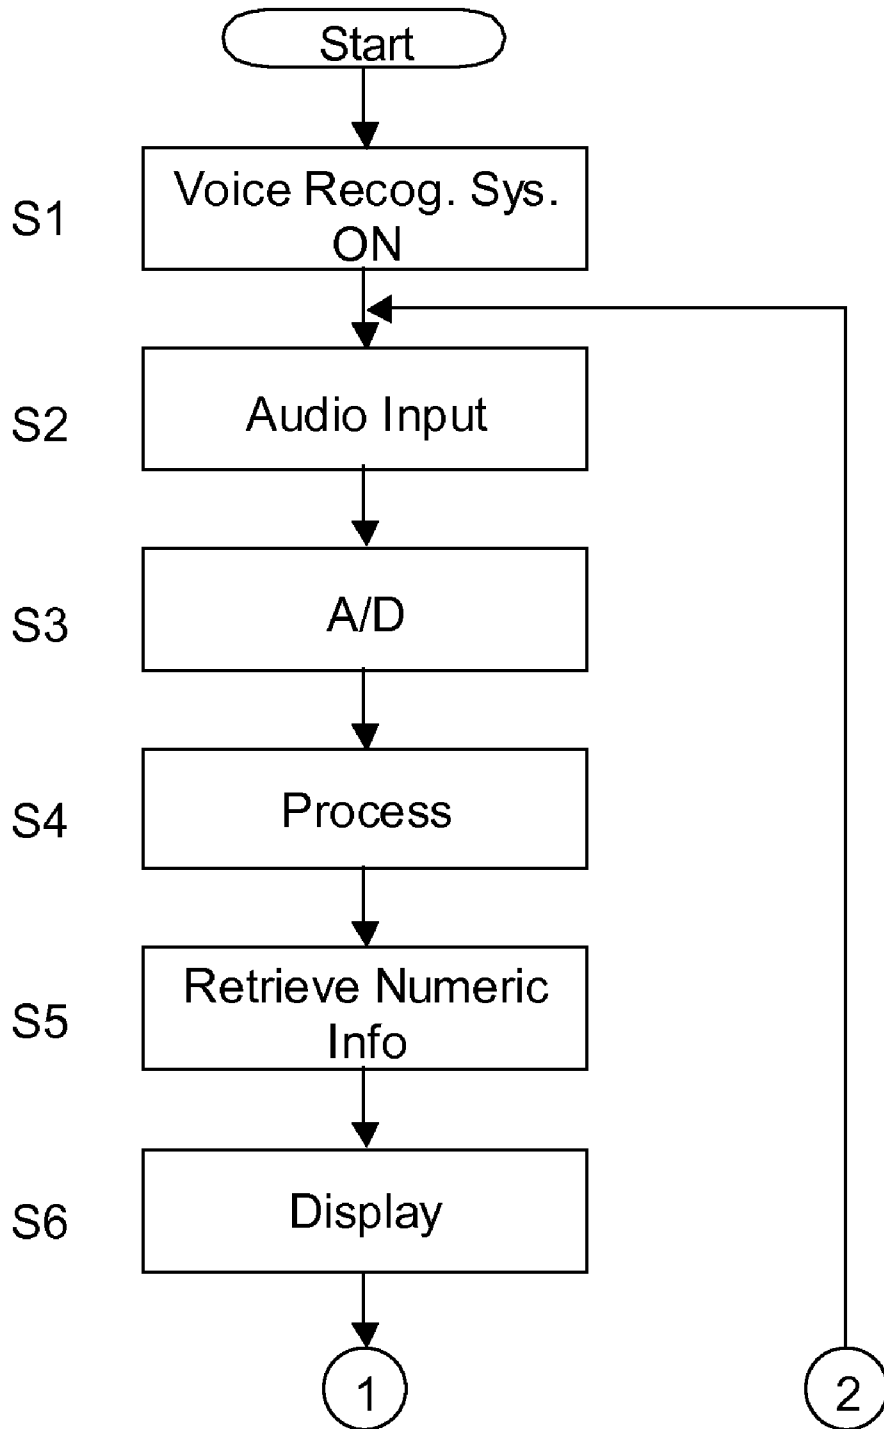 Start
S1
Voice Recog. Sys.
ON
S2
Audio Input
S3
A/D
S4
Process
S5
Retrieve Numeric
Info
S6
Display
1
2